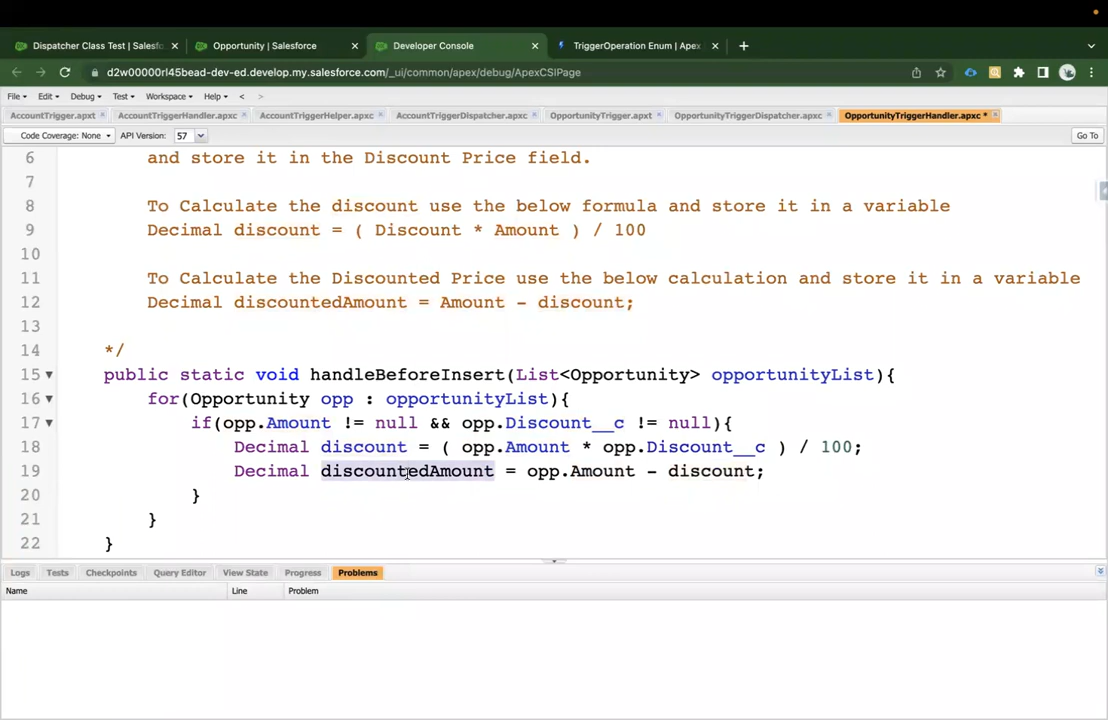 Dispatcher Class Test | Salesfo
Opportunity | Salesforce
Developer Console
TriggerOperation Enum | Apex
d2w00000rl45bead-dev-ed.develop.my.salesforce.com/_ui/common/apex/debug/ApexCSIPage
File Edit Debug Test Workspace Help < >
AccountTrigger.apxt AccountTriggerHandler.apxc AccountTriggerHelper.apxc AccountTriggerDispatcher.apxc OpportunityTrigger.apxt OpportunityTriggerDispatcher.apxc OpportunityTriggerHandler.apxc *
Code Coverage: None API Version: 57 Go To
6 and store it in the Discount Price field.
7
8 To Calculate the discount use the below formula and store it in a variable
9 Decimal discount = ( Discount * Amount ) / 100
10
11 To Calculate the Discounted Price use the below calculation and store it in a variable
12 Decimal discountedAmount = Amount - discount;
13
14 */
15 public static void handleBeforeInsert(List<Opportunity> opportunityList){
16 for(Opportunity opp : opportunityList){
17 if(opp.Amount != null && opp.Discount__c != null){
18 Decimal discount = ( opp.Amount * opp.Discount__c ) / 100;
19 Decimal discountedAmount = opp.Amount - discount;
20 }
21 }
22 }
Logs Tests Checkpoints Query Editor View State Progress Problems
Name Line Problem